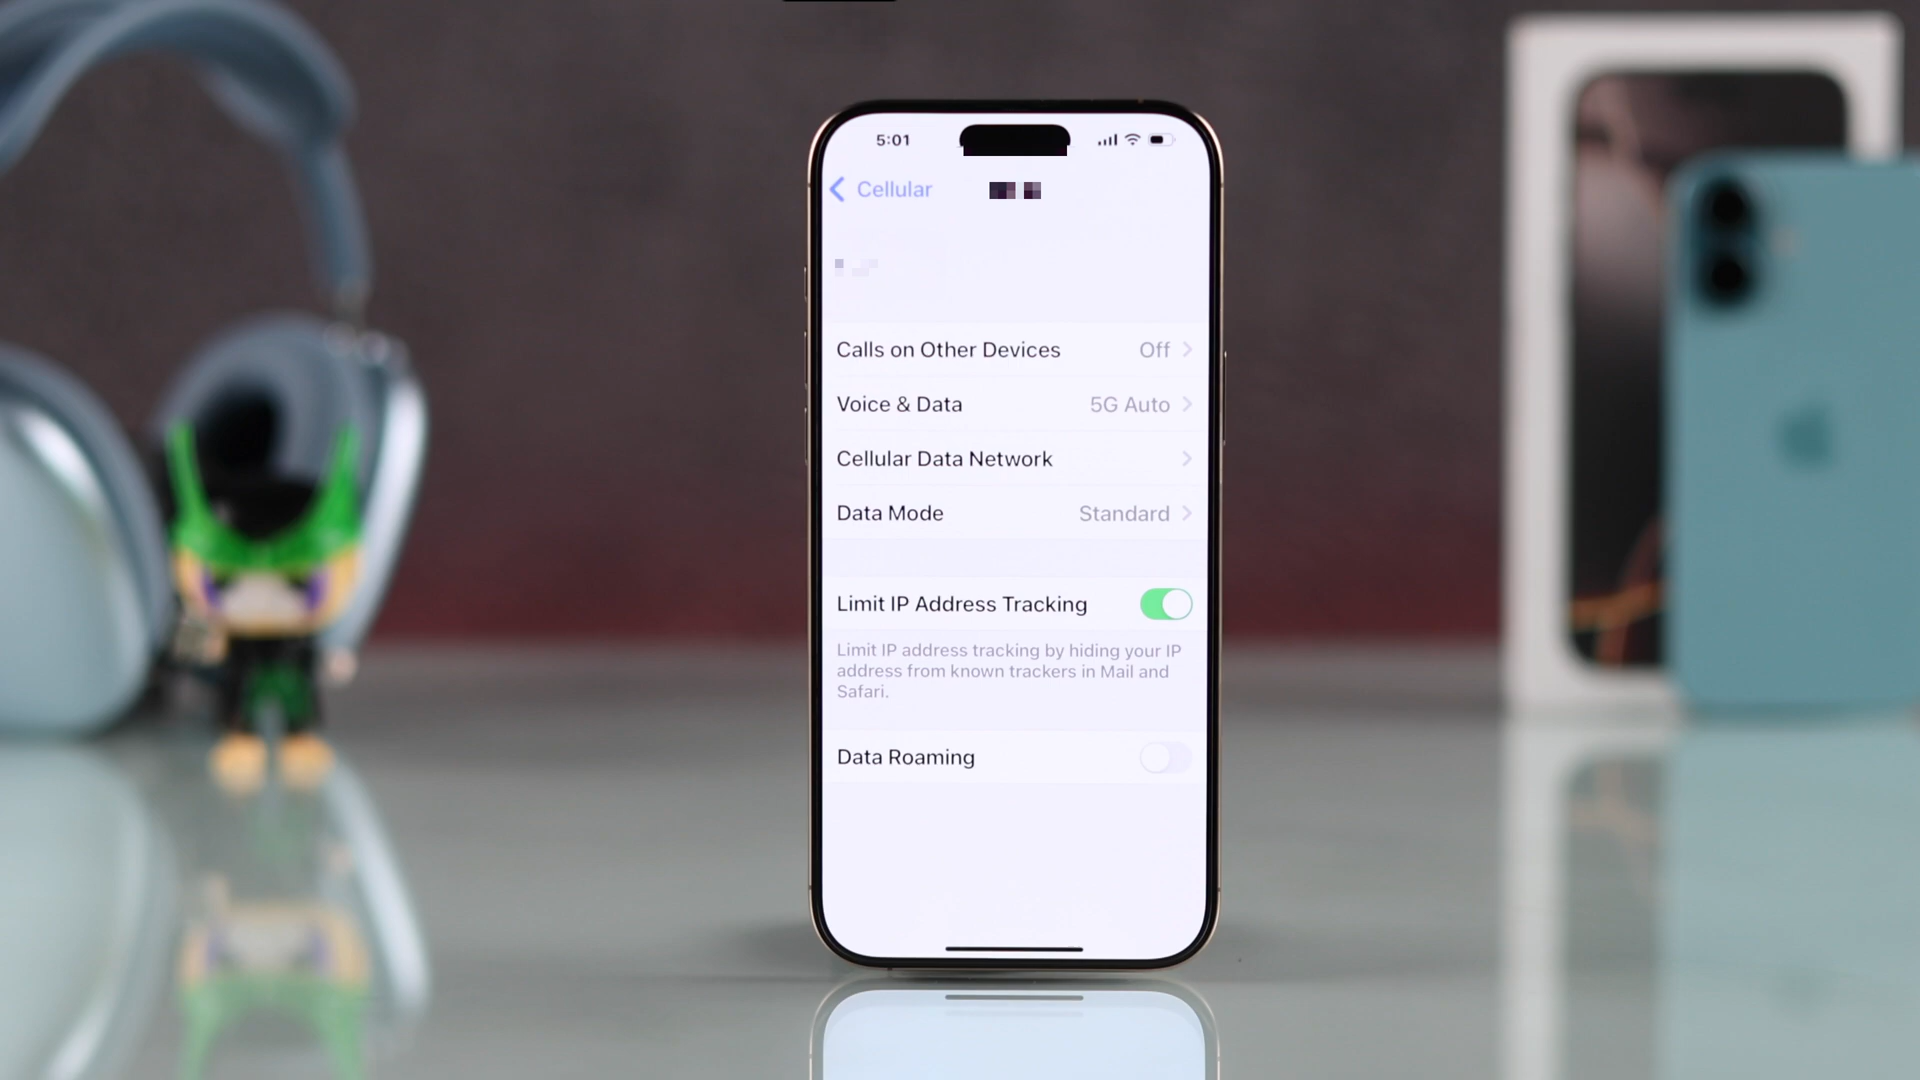 5:01
Cellular
Calls on Other Devices Off
Voice & Data 5G Auto
Cellular Data Network
Data Mode Standard
Limit IP Address Tracking
Limit IP address tracking by hiding your IP
address from known trackers in Mail and
Safari.
Data Roaming